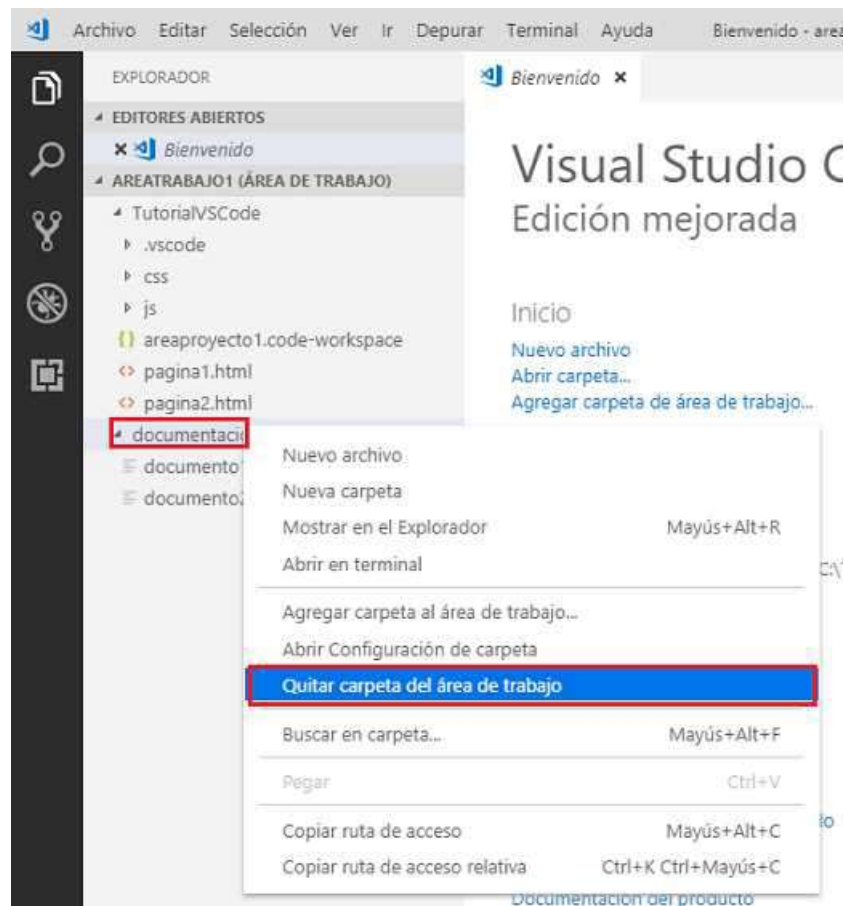 Archivo Editar Selección Ver Ir Depurar Terminal Ayuda Bienvenido - area
EXPLORADOR
EDITORES ABIERTOS
Bienvenido
AREATRABAJO1 (ÁREA DE TRABAJO)
TutorialVSCode
.vscode
css
js
areaproyecto1.code-workspace
pagina1.html
pagina2.html
documentació
documento1
documento2
Bienvenido
Visual Studio C
Edición mejorada
Inicio
Nuevo archivo
Abrir carpeta...
Agregar carpeta de área de trabajo...
C:\
Nuevo archivo
Nueva carpeta
Mostrar en el Explorador Mayús+Alt+R
Abrir en terminal
Agregar carpeta al área de trabajo...
Abrir Configuración de carpeta
Quitar carpeta del área de trabajo
Buscar en carpeta... Mayús+Alt+F
Pegar Ctrl+V
Copiar ruta de acceso Mayús+Alt+C
Copiar ruta de acceso relativa Ctrl+K Ctrl+Mayús+C
Documentación del producto